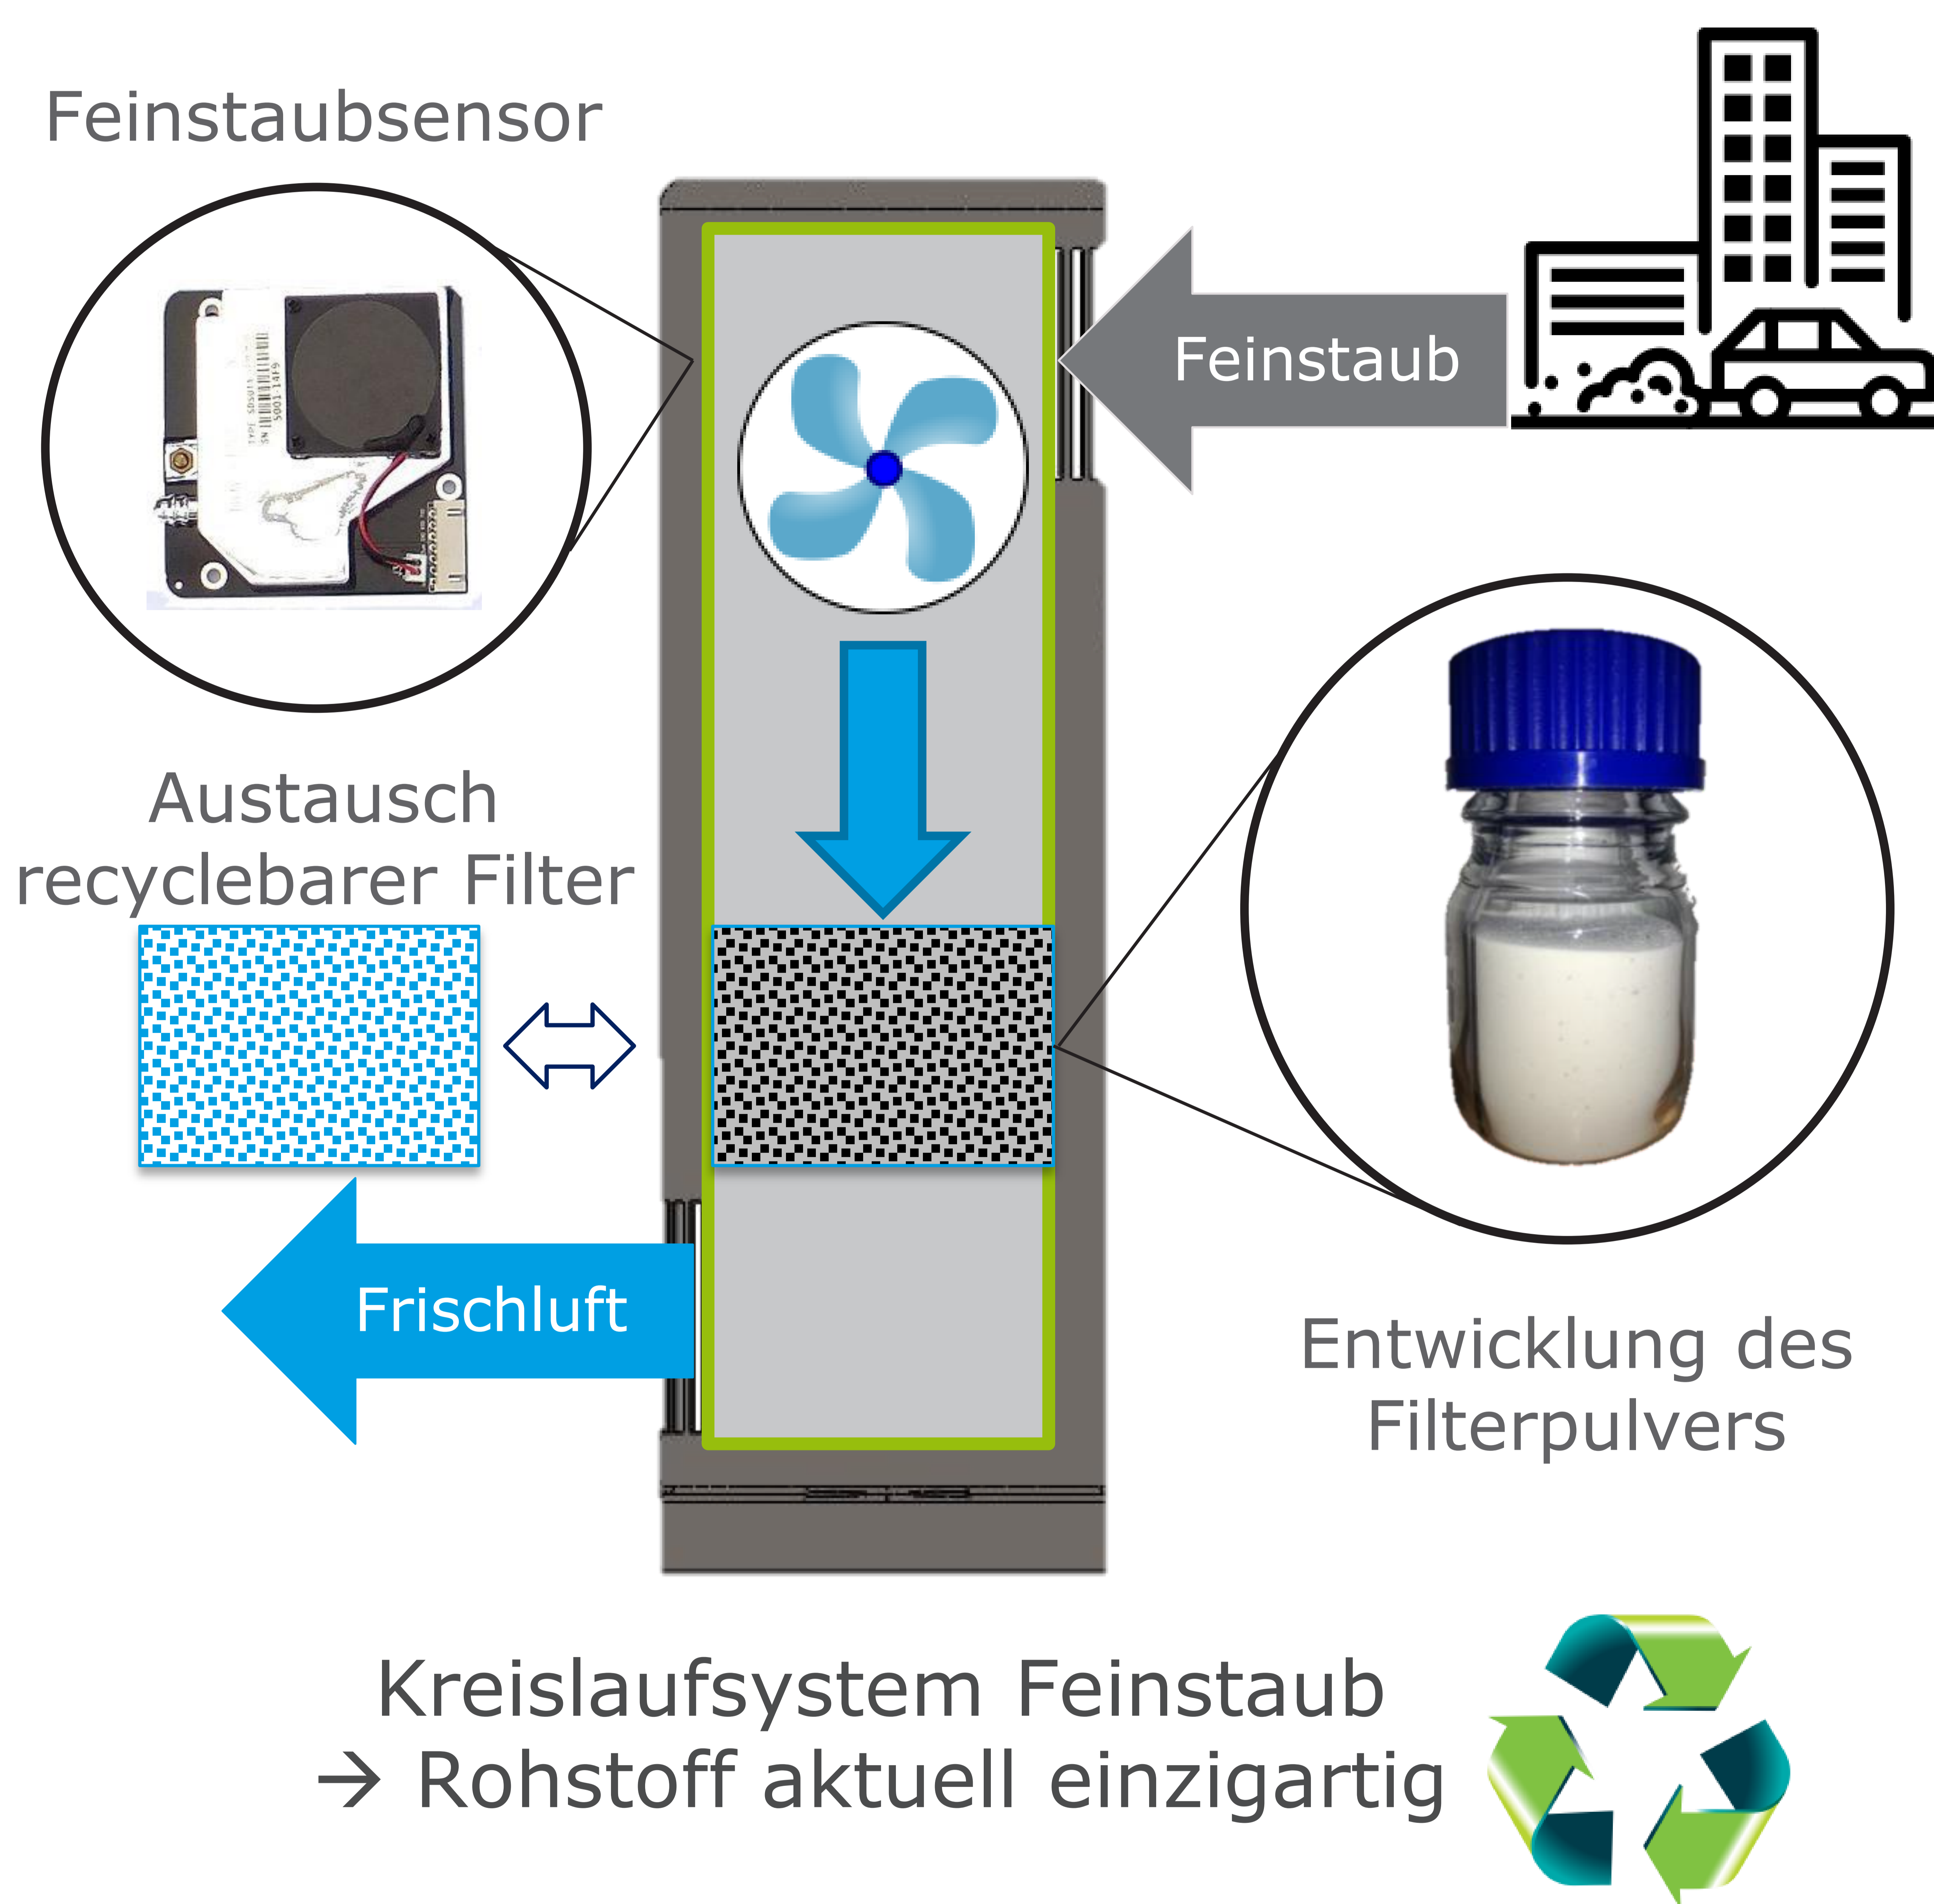 Feinstaubsensor
Feinstaub
Austausch
recyclebarer Filter
Frischluft
Entwicklung des
Filterpulvers
Kreislaufsystem Feinstaub
→ Rohstoff aktuell einzigartig